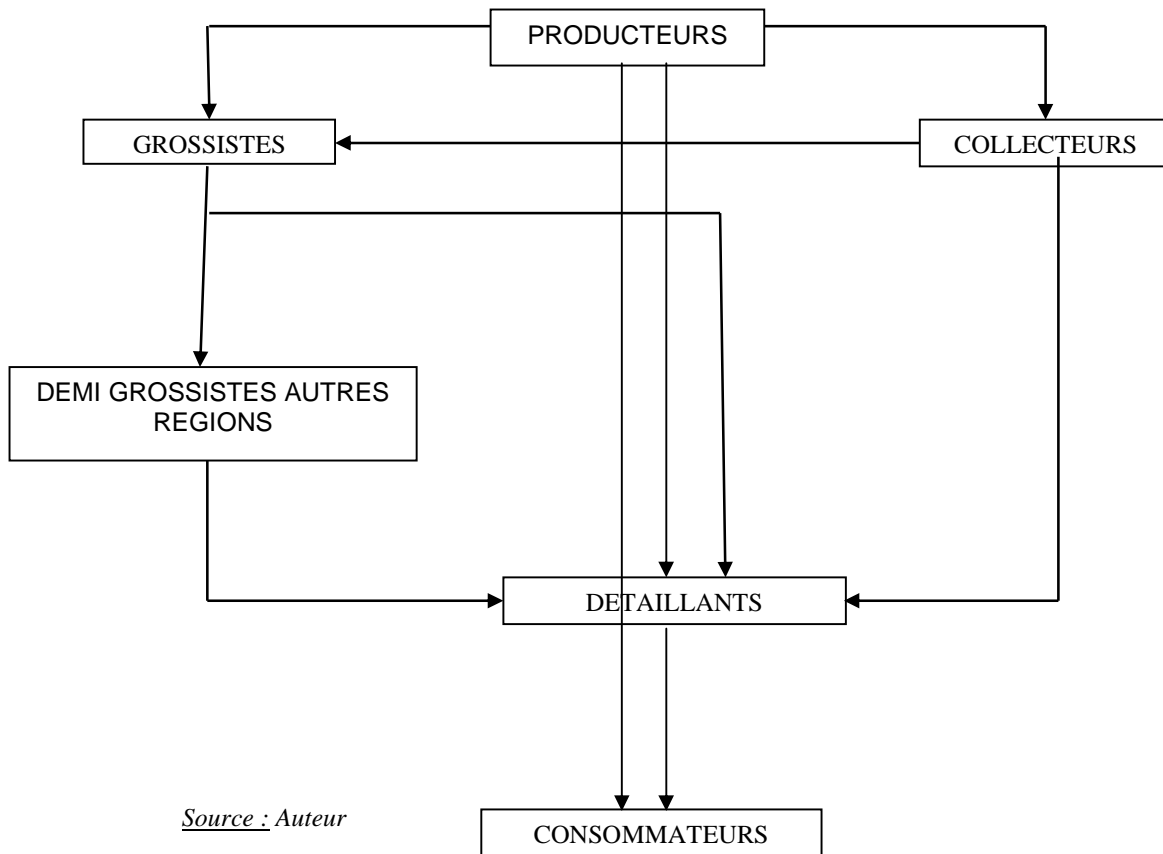 PRODUCTEURS
GROSSISTES
COLLECTEURS
DEMI GROSSISTES AUTRES
REGIONS
DETAILLANTS
Source : Auteur
CONSOMMATEURS